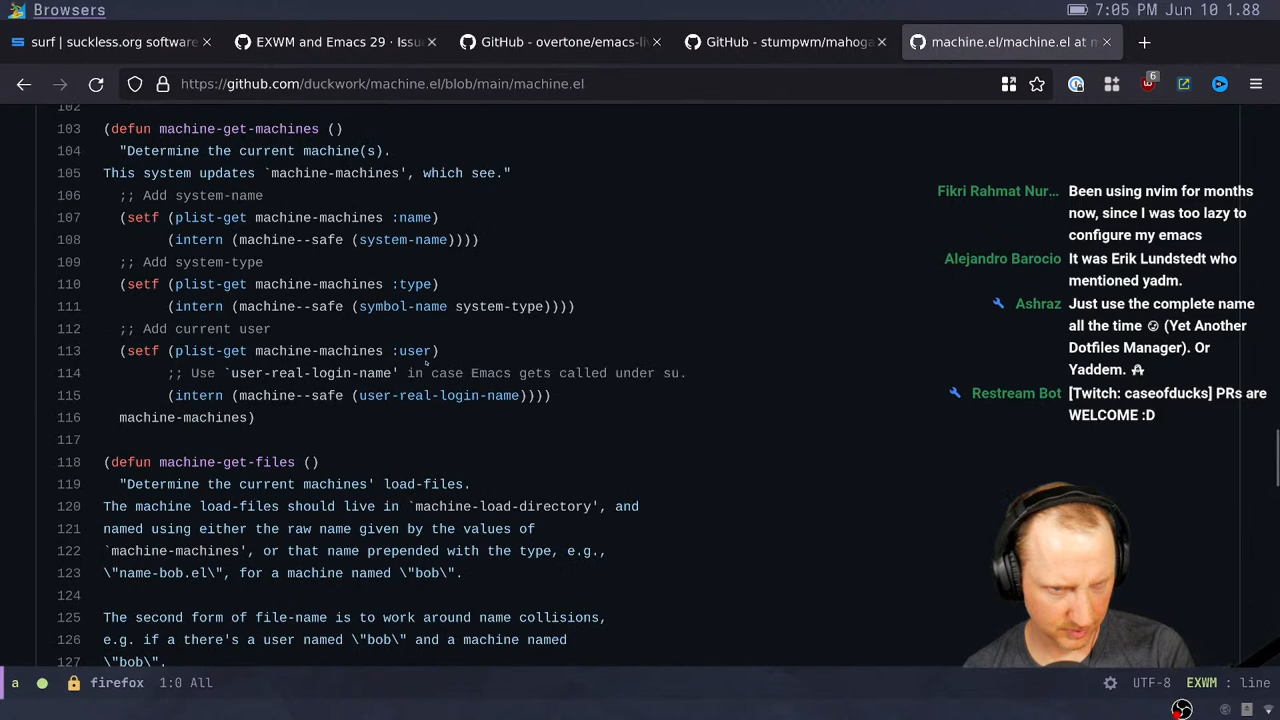 Browsers
7:05 PM Jun 10 1.88
surf | suckless.org software
EXWM and Emacs 29 · Issu
GitHub - overtone/emacs-li
GitHub - stumpwm/mahoga
machine.el/machine.el at m
https://github.com/duckwork/machine.el/blob/main/machine.el
6
102
103 (defun machine-get-machines ()
104 "Determine the current machine(s).
105 This system updates `machine-machines', which see."
106 ;; Add system-name
107 (setf (plist-get machine-machines :name)
108 (intern (machine--safe (system-name))))
109 ;; Add system-type
110 (setf (plist-get machine-machines :type)
111 (intern (machine--safe (symbol-name system-type))))
112 ;; Add current user
113 (setf (plist-get machine-machines :user)
114 ;; Use `user-real-login-name' in case Emacs gets called under su.
115 (intern (machine--safe (user-real-login-name))))
116 machine-machines)
117
118 (defun machine-get-files ()
119 "Determine the current machines' load-files.
120 The machine load-files should live in `machine-load-directory', and
121 named using either the raw name given by the values of
122 `machine-machines', or that name prepended with the type, e.g.,
123 \"name-bob.el\", for a machine named \"bob\".
124
125 The second form of file-name is to work around name collisions,
126 e.g. if a there's a user named \"bob\" and a machine named
127 \"bob\".
Fikri Rahmat Nur… Been using nvim for months
now, since I was too lazy to
configure my emacs
Alejandro Barocio It was Erik Lundstedt who
mentioned yadm.
Ashraz Just use the complete name
all the time (Yet Another
Dotfiles Manager). Or
Yaddem.
Restream Bot [Twitch: caseofducks] PRs are
WELCOME :D
a firefox 1:0 All
UTF-8 EXWM : line